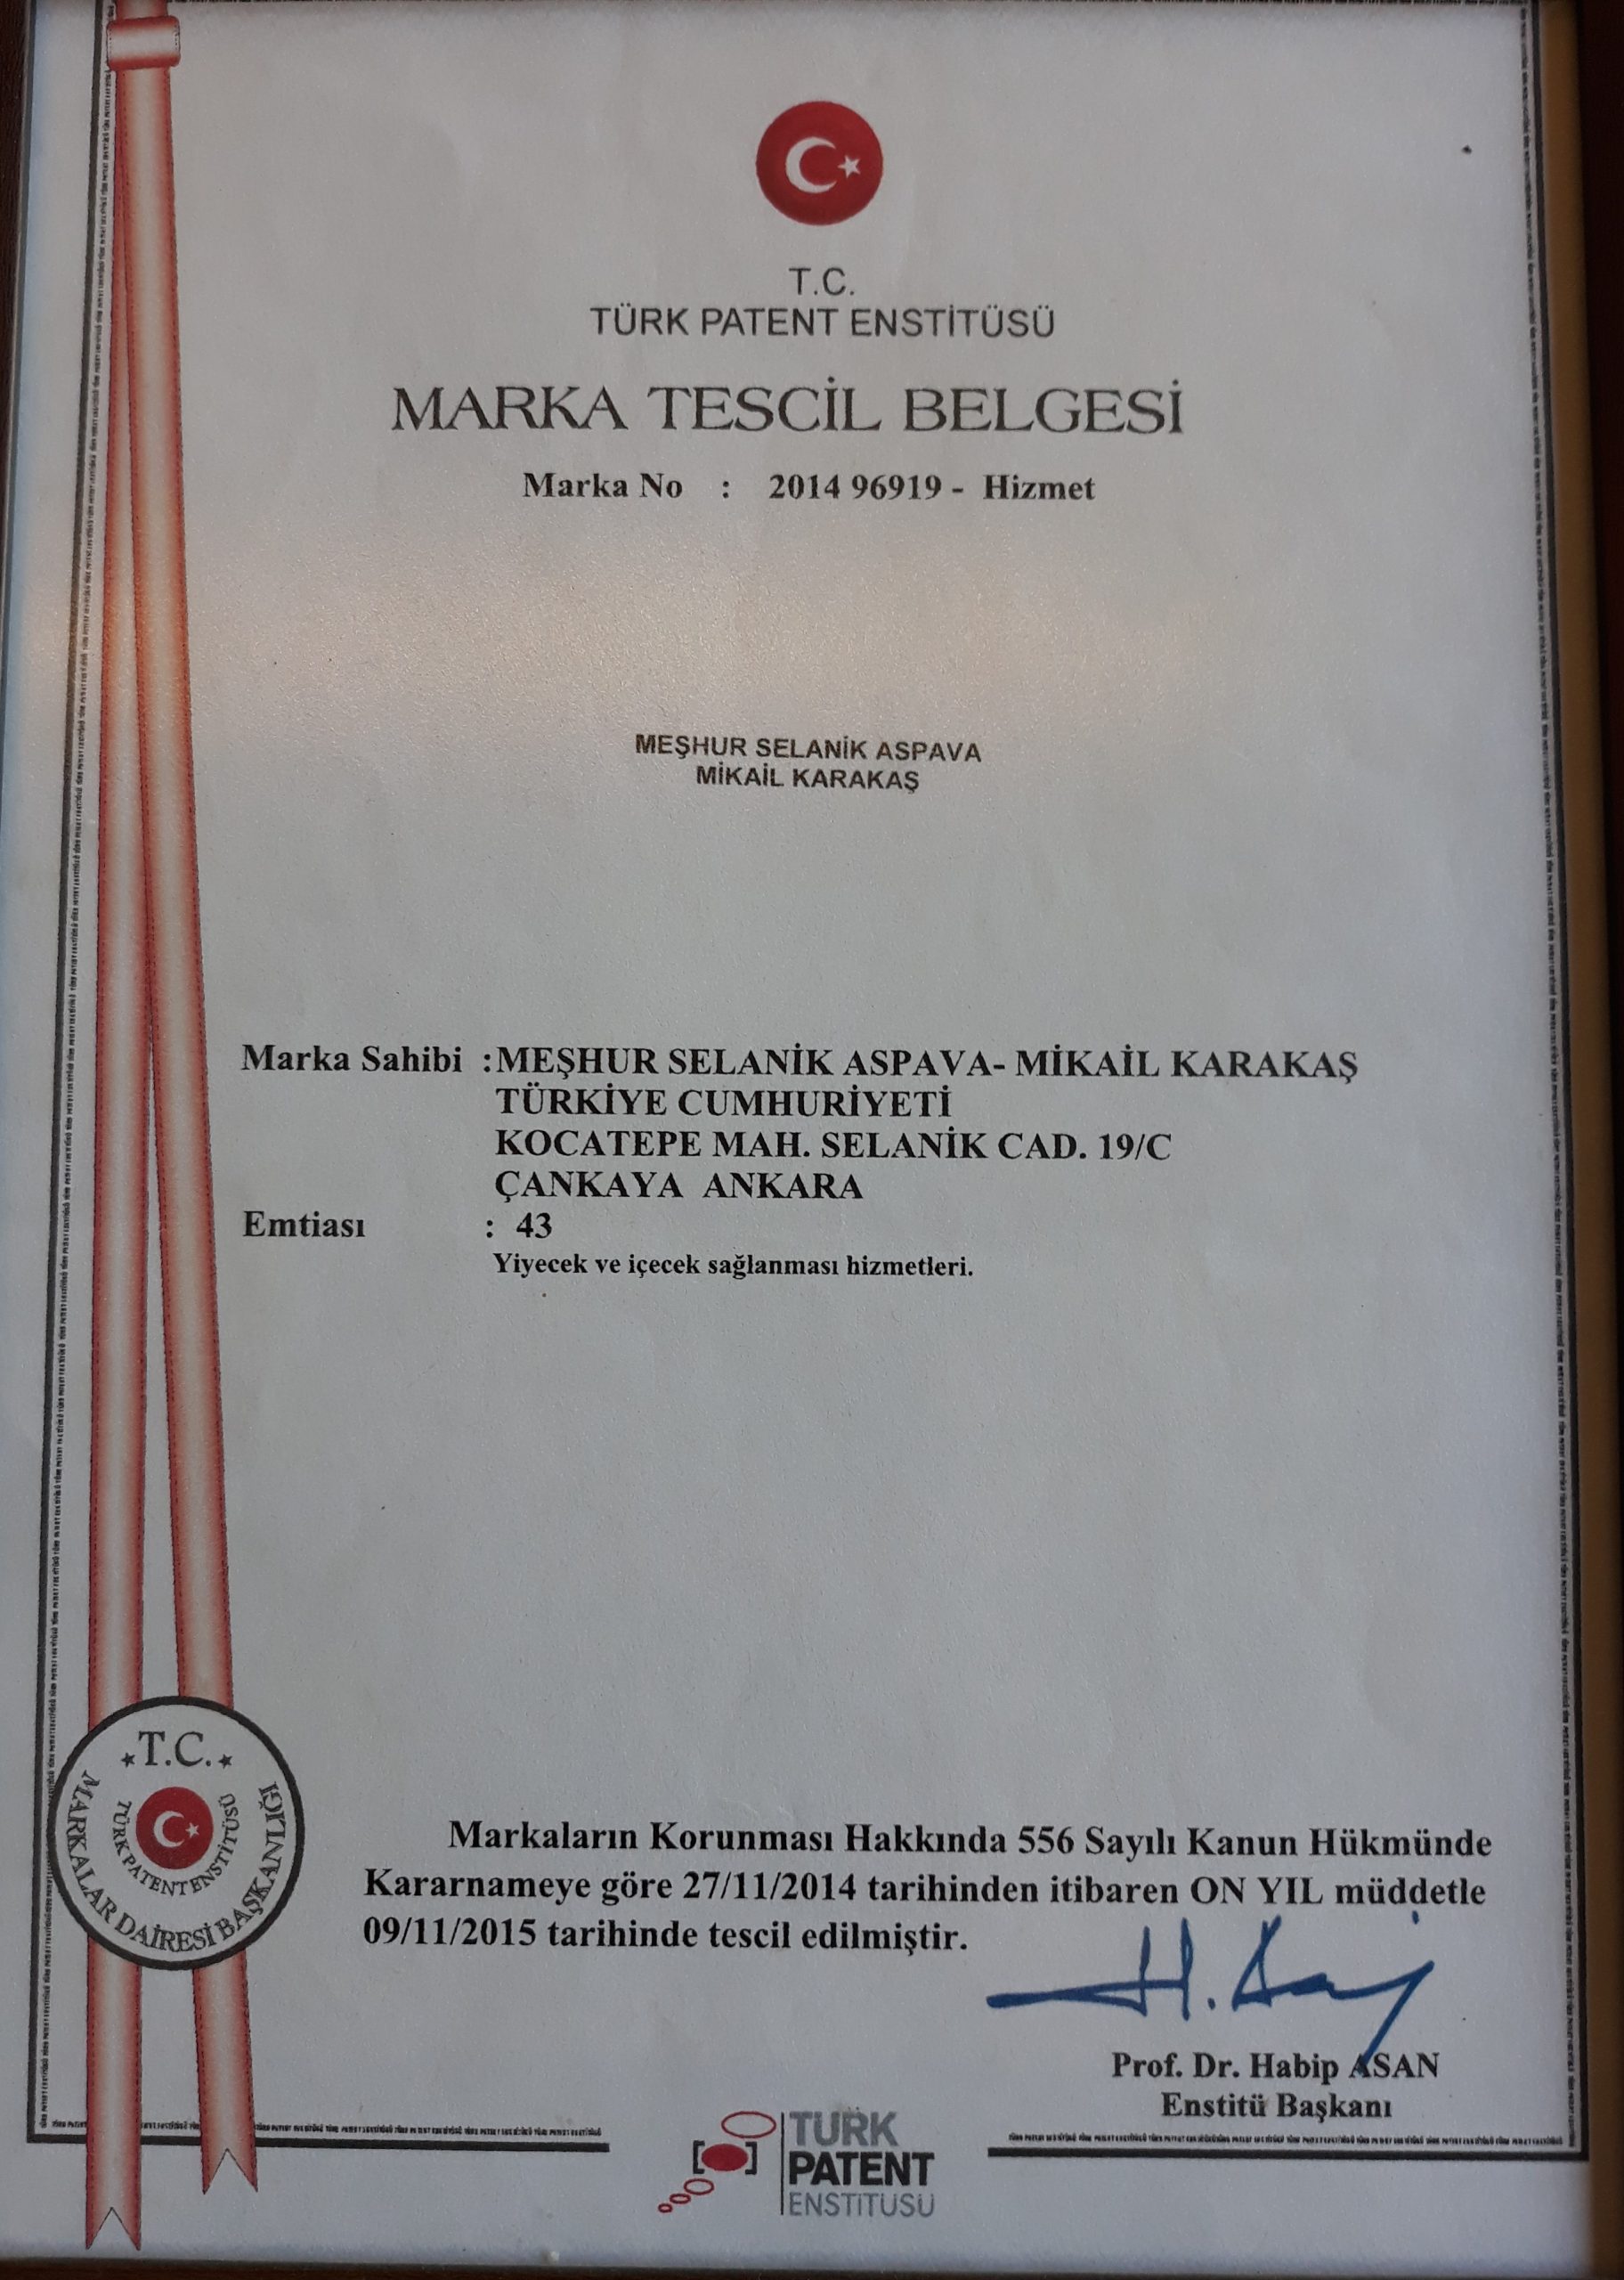 T.C.
TÜRK PATENT ENSTİTÜSÜ
MARKA TESCİL BELGESİ
Marka No : 2014 96919 - Hizmet
MEŞHUR SELANİK ASPAVA
MİKAİL KARAKAŞ
Marka Sahibi :MEŞHUR SELANİK ASPAVA- MİKAİL KARAKAŞ
TÜRKİYE CUMHURİYETİ
KOCATEPE MAH. SELANİK CAD. 19/C
ÇANKAYA ANKARA
Emtiası : 43
Yiyecek ve içecek sağlanması hizmetleri.
T.C.
TÜRK PATENT ENSTİTÜSÜ
MARKALAR DAİRESİ BAŞKANLIĞI
Markaların Korunması Hakkında 556 Sayılı Kanun Hükmünde
Kararnameye göre 27/11/2014 tarihinden itibaren ON YIL müddetle
09/11/2015 tarihinde tescil edilmiştir.
Prof. Dr. Habip ASAN
Enstitü Başkanı
TÜRK
PATENT
ENSTİTÜSÜ